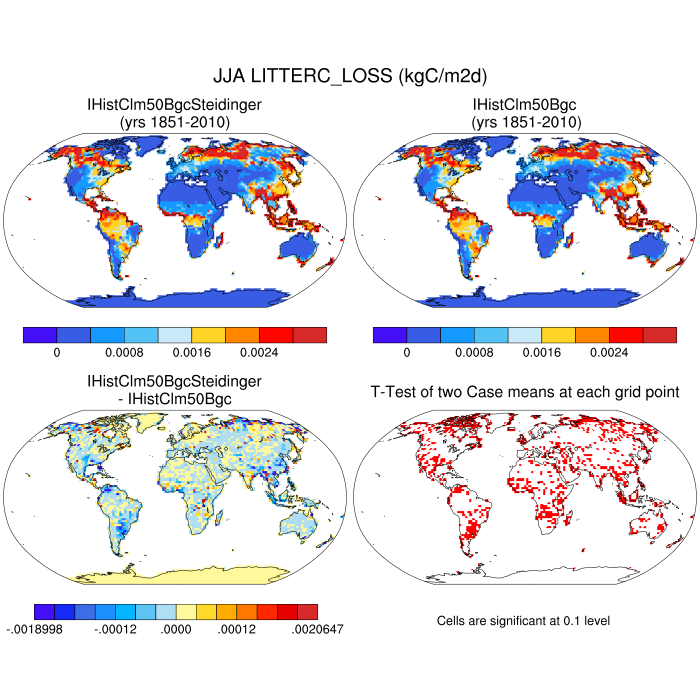 JJA LITTERC_LOSS (kgC/m2d)
IHistClm50BgcSteidinger
(yrs 1851-2010)
IHistClm50Bgc
(yrs 1851-2010)
0 0.0008 0.0016 0.0024
0 0.0008 0.0016 0.0024
IHistClm50BgcSteidinger
- IHistClm50Bgc
T-Test of two Case means at each grid point
-.0018998 -.00012 .0000 .00012 .0020647
Cells are significant at 0.1 level